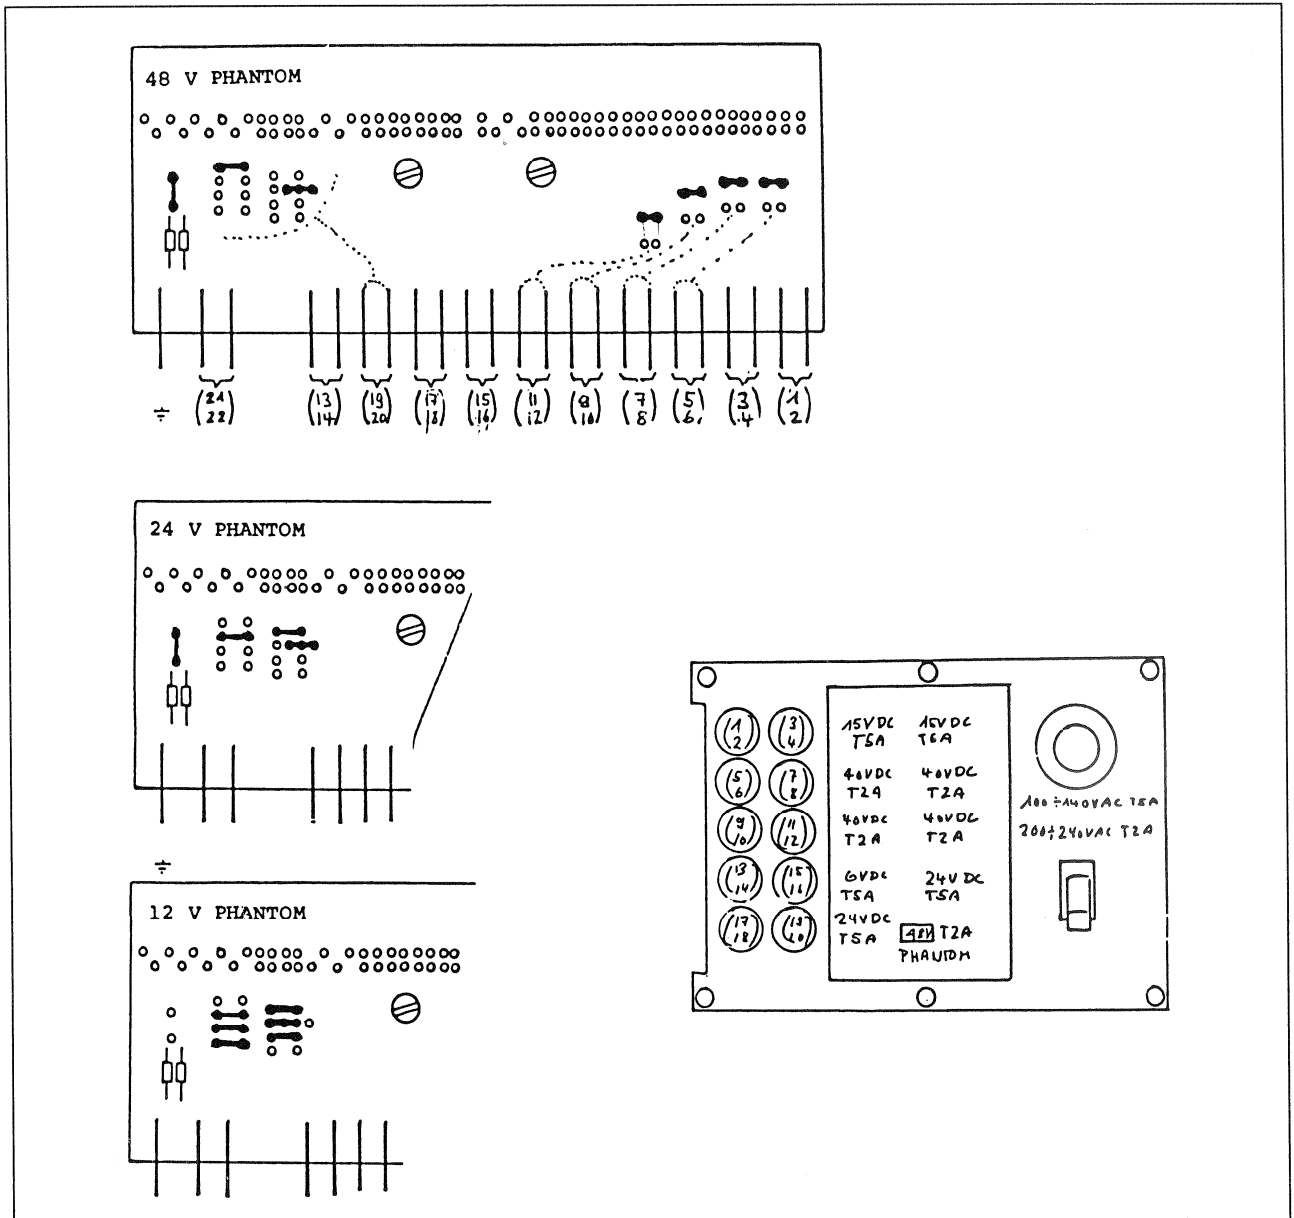 48 V PHANTOM
21 13 19 17 15 11 9 7 5 3 1
22 14 20 18 16 12 10 8 6 4 2
24 V PHANTOM
12 V PHANTOM
1 3 15VDC 15VDC
2 4 T5A T5A
5 7 40VDC 40VDC
6 8 T2A T2A
9 11 40VDC 40VDC
10 12 T2A T2A
13 15 6VDC 24VDC
14 16 T5A T5A
17 19 24VDC
18 20 T5A 48V T2A
PHANTOM
100÷140VAC T5A
200÷240VAC T2A